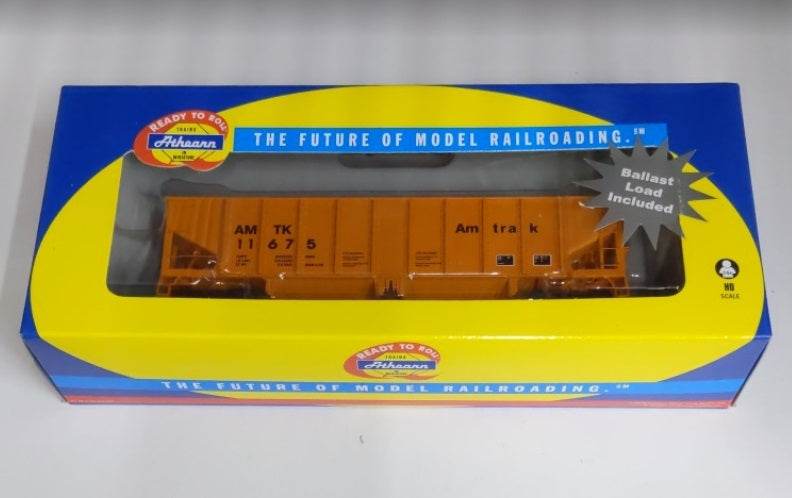 READY TO ROLL
TRAINS
Athearn
IN
MINIATURE
THE FUTURE OF MODEL RAILROADING.℠
Ballast
Load
Included
AMTK
11675
Amtrak
HO
SCALE
READY TO ROLL
TRAINS
Athearn
THE FUTURE OF MODEL RAILROADING.℠